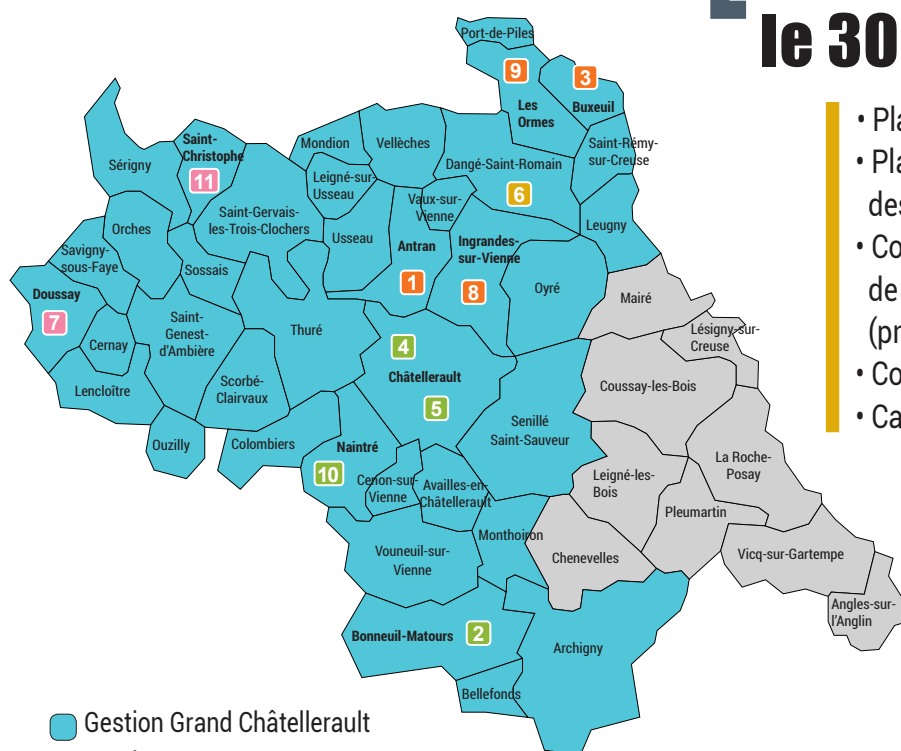 le 30
• Pla
• Pla
des
• Co
de
(pr
• Co
• Ca
Port-de-Piles
9
3
Les
Ormes
Buxeuil
Saint-
Christophe
11
Sérigny
Mondion
Vellèches
Saint-Rémy-
sur-Creuse
Dangé-Saint-Romain
6
Leigné-sur-
Usseau
Vaux-sur-
Vienne
Saint-Gervais-
les-Trois-Clochers
Orches
Usseau
Antran
1
Ingrandes-
sur-Vienne
8
Leugny
Savigny-
sous-Faye
Sossais
Oyré
Mairé
Doussay
7
Saint-
Genest-
d'Ambière
Thuré
Lésigny-sur-
Creuse
Cernay
4
Châtellerault
5
Coussay-les-Bois
Lencloître
Scorbé-
Clairvaux
Senillé
Saint-Sauveur
Ouzilly
Colombiers
Naintré
10
Cenon-sur-
Vienne
Availles-en-
Châtellerault
La Roche-
Posay
Leigné-les-
Bois
Pleumartin
Monthoiron
Chenevelles
Vouneuil-sur-
Vienne
Vicq-sur-Gartempe
Angles-sur-
l'Anglin
Bonneuil-Matours
2
Archigny
Bellefonds
Gestion Grand Châtellerault